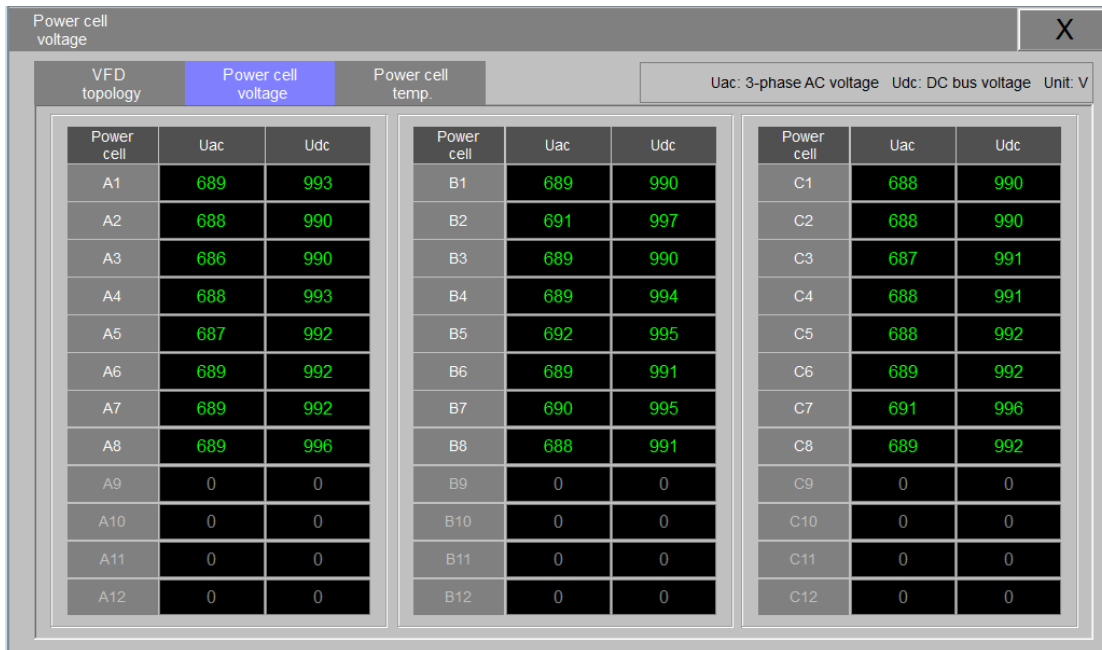 Power cell
voltage
X
VFD
topology
Power cell
voltage
Power cell
temp.
Uac: 3-phase AC voltage Udc: DC bus voltage Unit: V
Power
cell Uac Udc Power
cell Uac Udc Power
cell Uac Udc
A1 689 993 B1 689 990 C1 688 990
A2 688 990 B2 691 997 C2 688 990
A3 686 990 B3 689 990 C3 687 991
A4 688 993 B4 689 994 C4 688 991
A5 687 992 B5 692 995 C5 688 992
A6 689 992 B6 689 991 C6 689 992
A7 689 992 B7 690 995 C7 691 996
A8 689 996 B8 688 991 C8 689 992
A9 0 0 B9 0 0 C9 0 0
A10 0 0 B10 0 0 C10 0 0
A11 0 0 B11 0 0 C11 0 0
A12 0 0 B12 0 0 C12 0 0